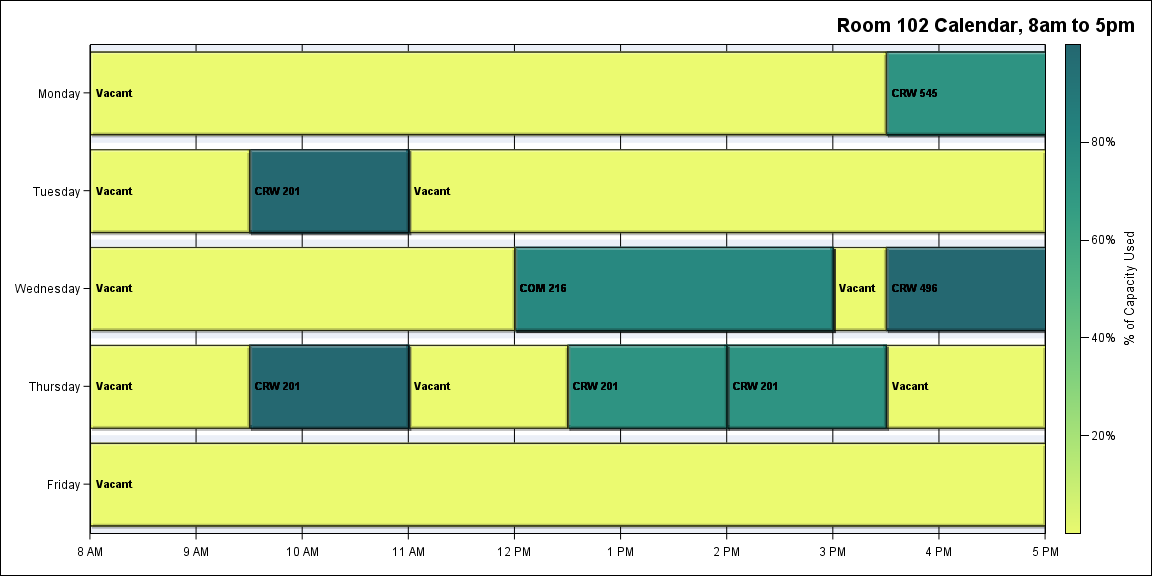 Room 102 Calendar, 8am to 5pm
Monday
Vacant
CRW 545
Tuesday
Vacant
CRW 201
Vacant
Wednesday
Vacant
COM 216
Vacant
CRW 496
Thursday
Vacant
CRW 201
Vacant
CRW 201
CRW 201
Vacant
Friday
Vacant
8 AM
9 AM
10 AM
11 AM
12 PM
1 PM
2 PM
3 PM
4 PM
5 PM
80%
60%
40%
20%
% of Capacity Used